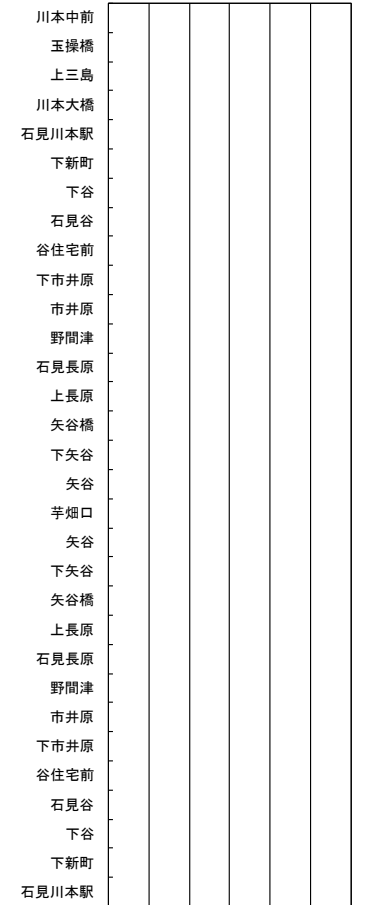 川本中前
玉操橋
上三島
川本大橋
石見川本駅
下新町
下谷
石見谷
谷住宅前
下市井原
市井原
野間津
石見長原
上長原
矢谷橋
下矢谷
矢谷
芋畑口
矢谷
下矢谷
矢谷橋
上長原
石見長原
野間津
市井原
下市井原
谷住宅前
石見谷
下谷
下新町
石見川本駅